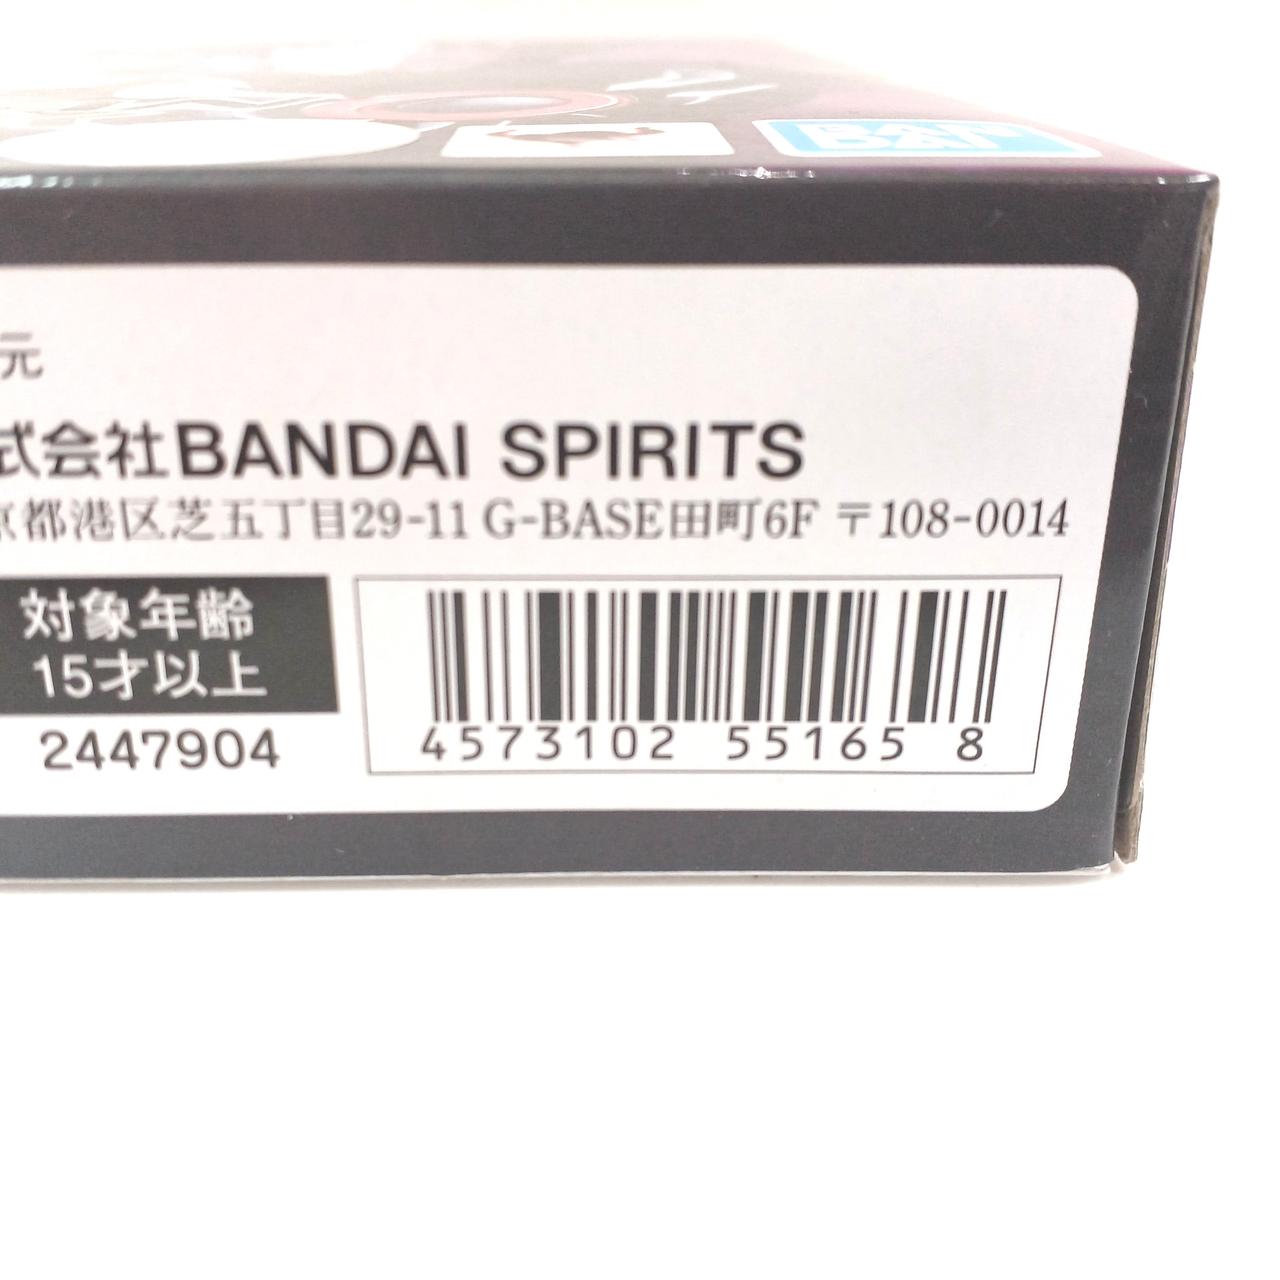 BAN
DAI
元
式会社BANDAI SPIRITS
京都港区芝五丁目29-11 G-BASE田町6F 〒108-0014
対象年齢
15才以上
2447904
4573102 55165 8